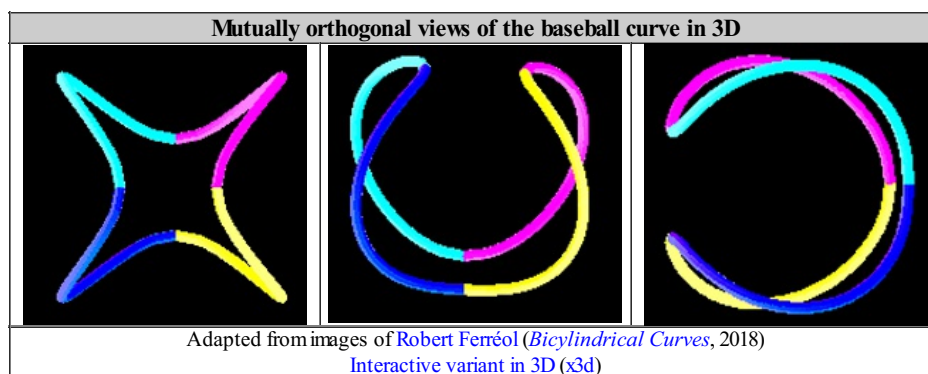 Mutually orthogonal views of the baseball curve in 3D
Adapted from images of Robert Ferréol (Bicylindrical Curves, 2018)
Interactive variant in 3D (x3d)